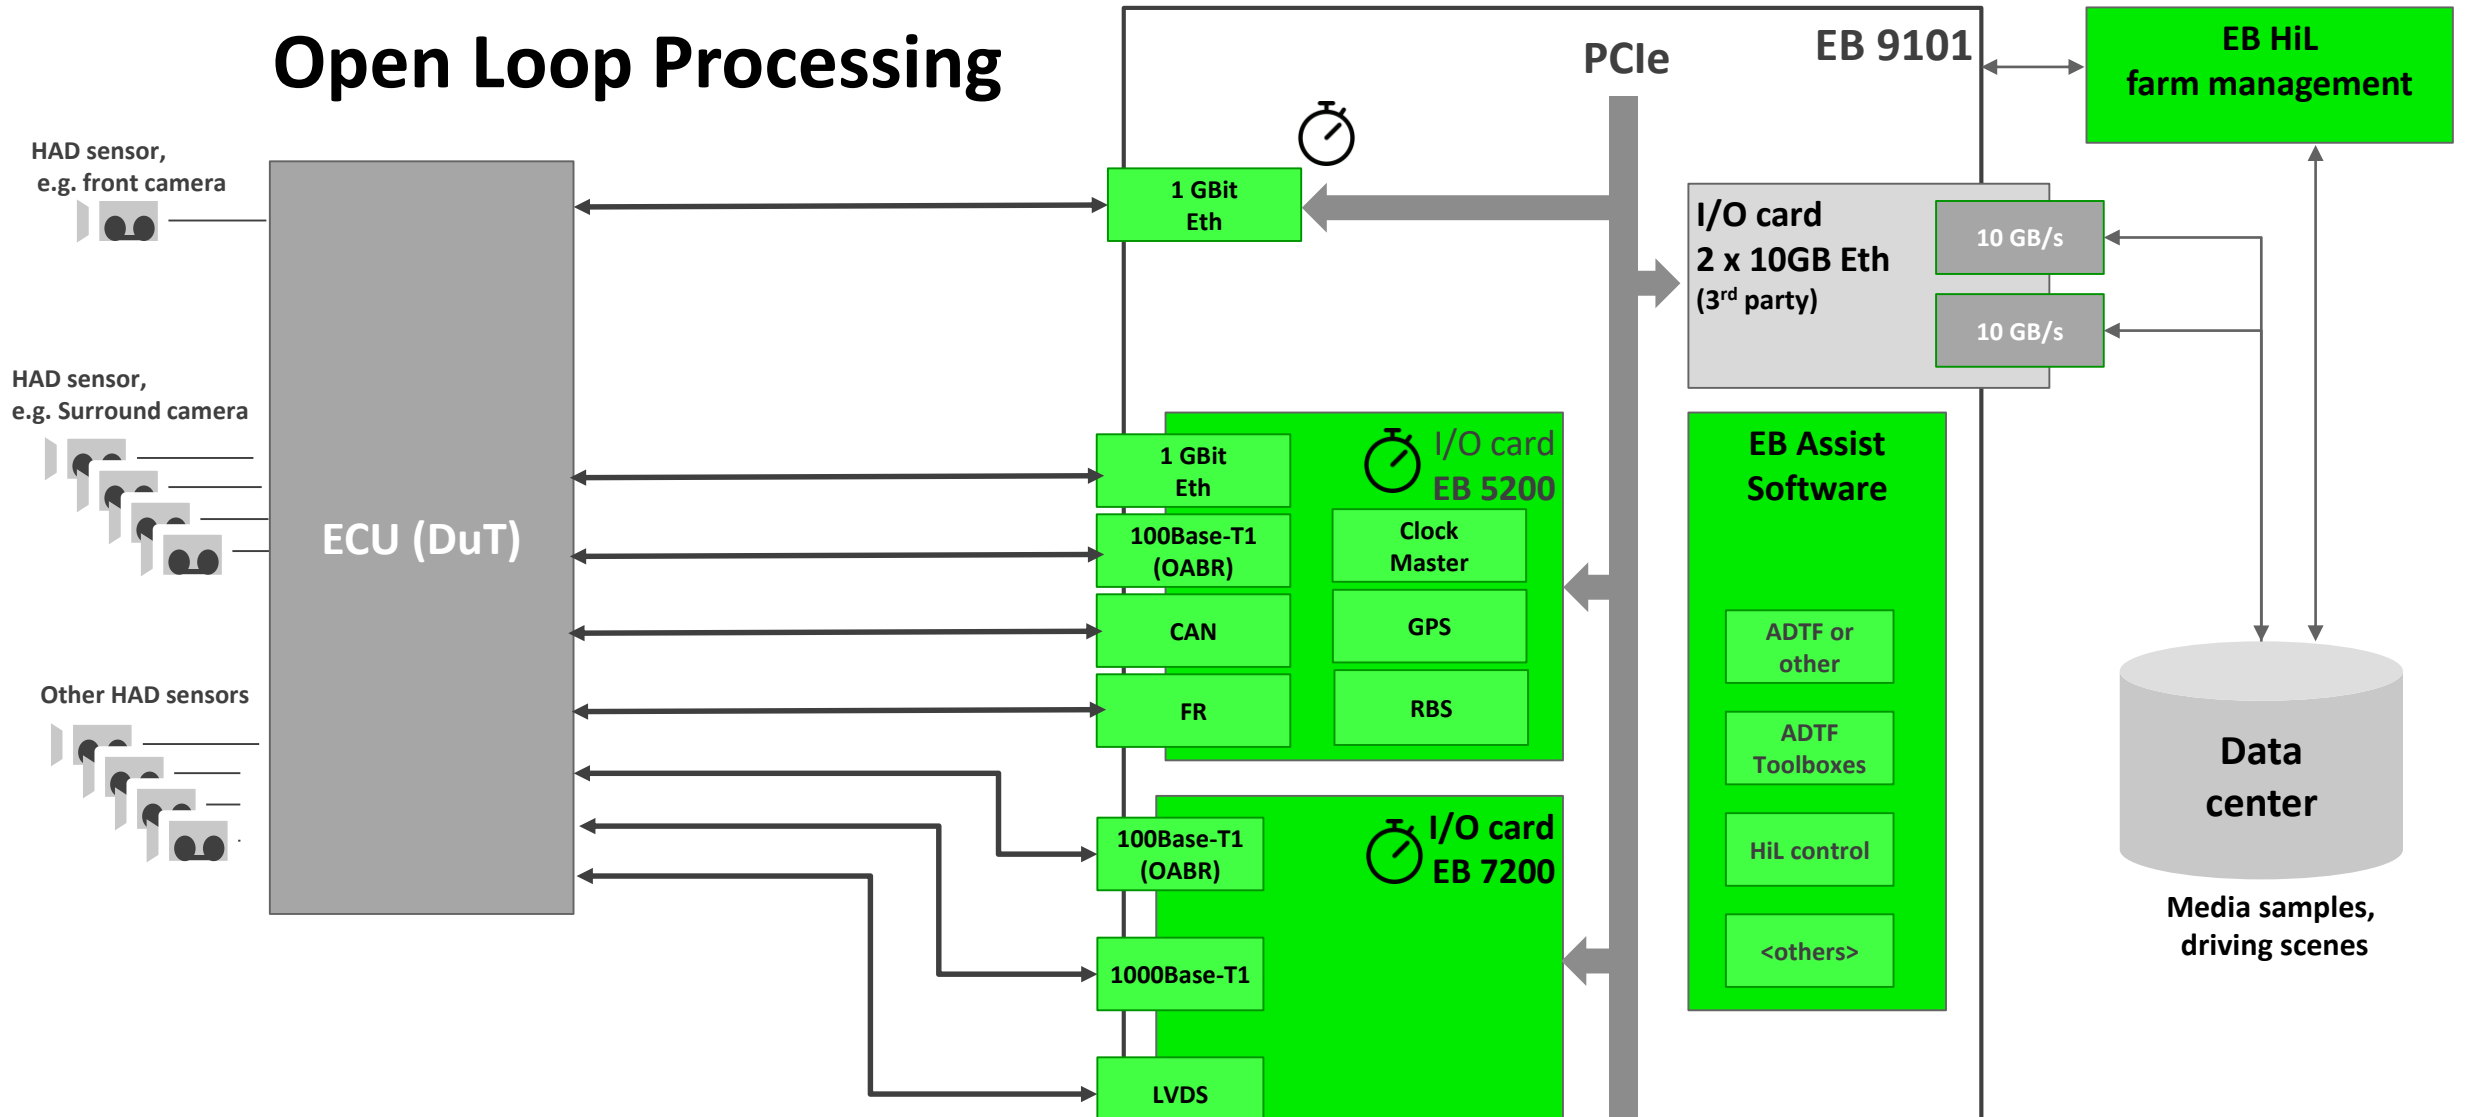 Open Loop Processing
HAD sensor,
e.g. front camera
HAD sensor,
e.g. Surround camera
Other HAD sensors
ECU (DuT)
PCIe
EB 9101
1 GBit
Eth
I/O card
EB 5200
1 GBit
Eth
100Base-T1
(OABR)
CAN
FR
Clock
Master
GPS
RBS
I/O card
EB 7200
100Base-T1
(OABR)
1000Base-T1
LVDS
I/O card
2 x 10GB Eth
(3rd party)
10 GB/s
10 GB/s
EB Assist
Software
ADTF or
other
ADTF
Toolboxes
HiL control
<others>
EB HiL
farm management
Data
center
Media samples,
driving scenes